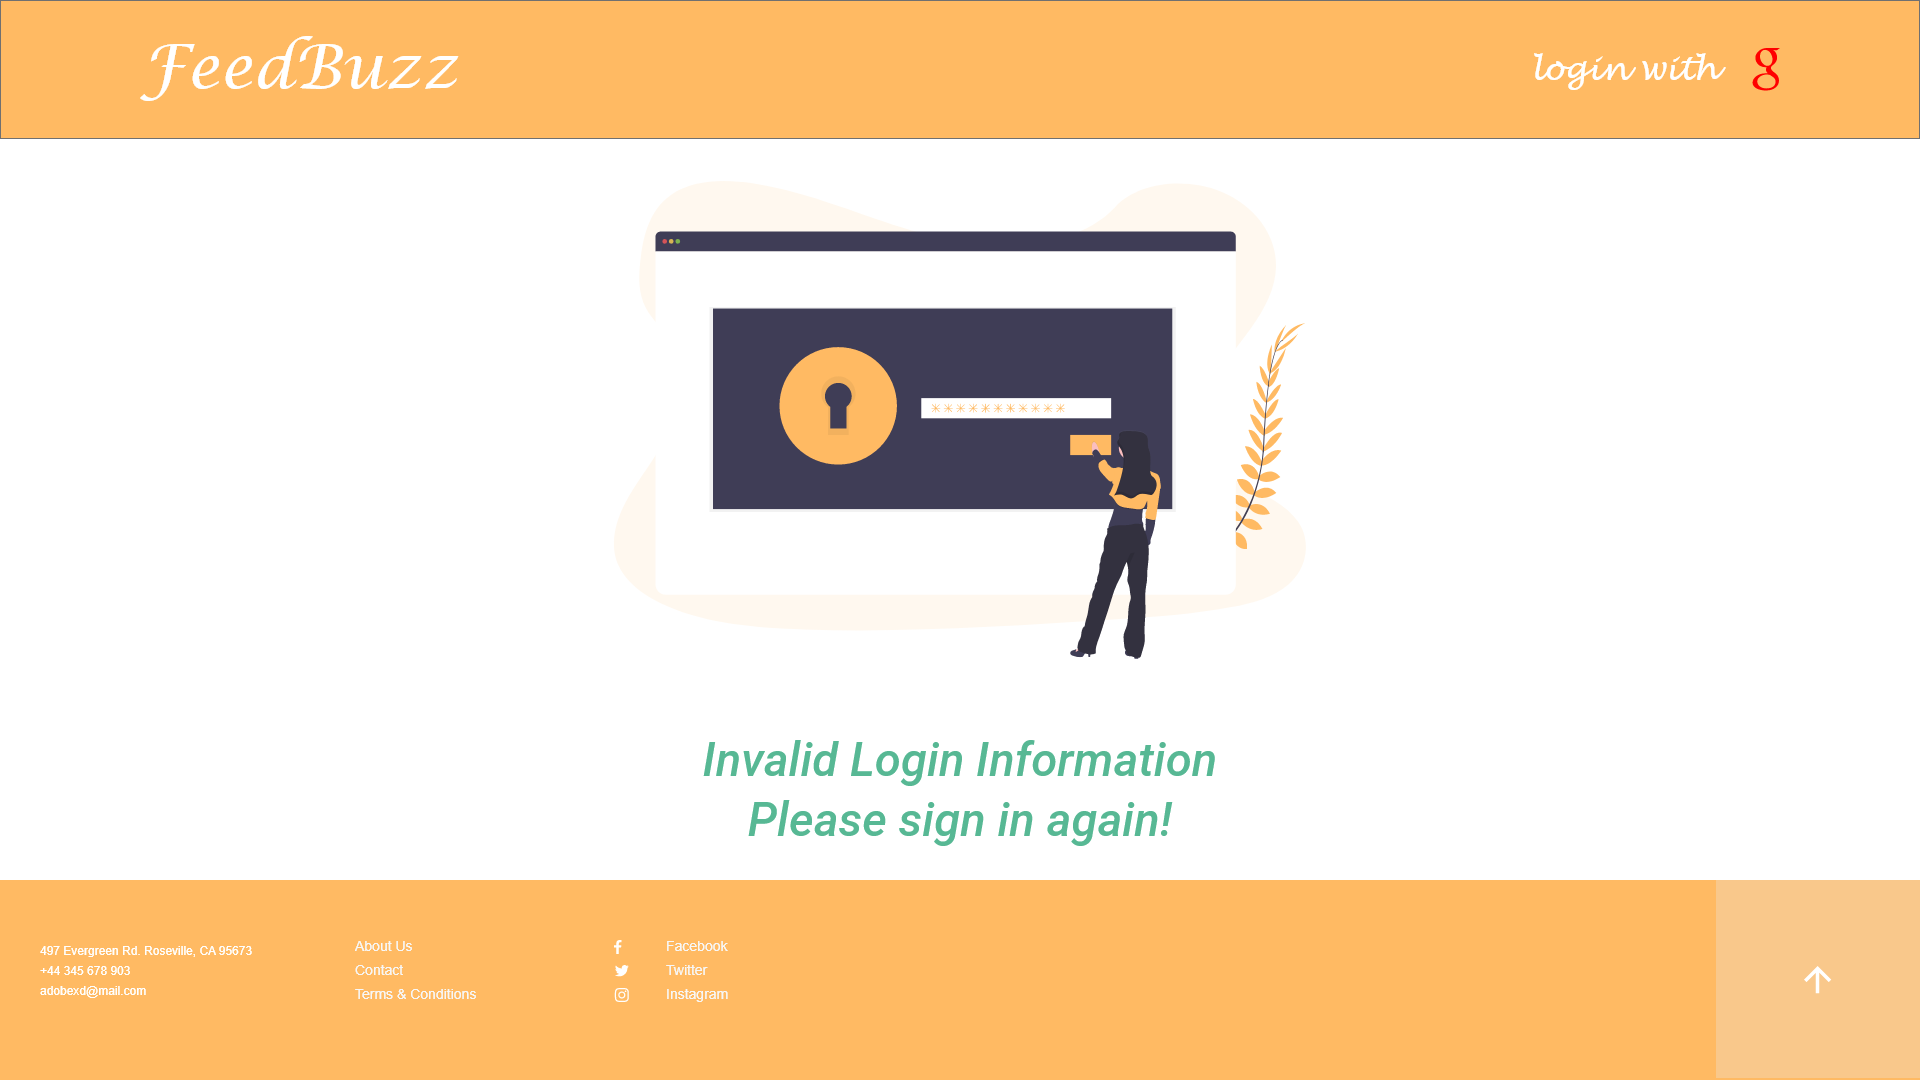 FeedBuzz
login with g
***********
Invalid Login Information
Please sign in again!
497 Evergreen Rd. Roseville, CA 95673
+44 345 678 903
adobexd@mail.com
About Us
Contact
Terms & Conditions
Facebook
Twitter
Instagram